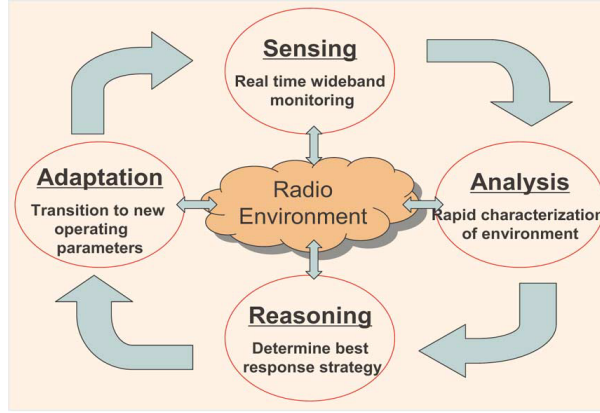 Sensing
Real time wideband
monitoring
Adaptation
Transition to new
operating
parameters
Radio
Environment
Analysis
Rapid characterization
of environment
Reasoning
Determine best
response strategy